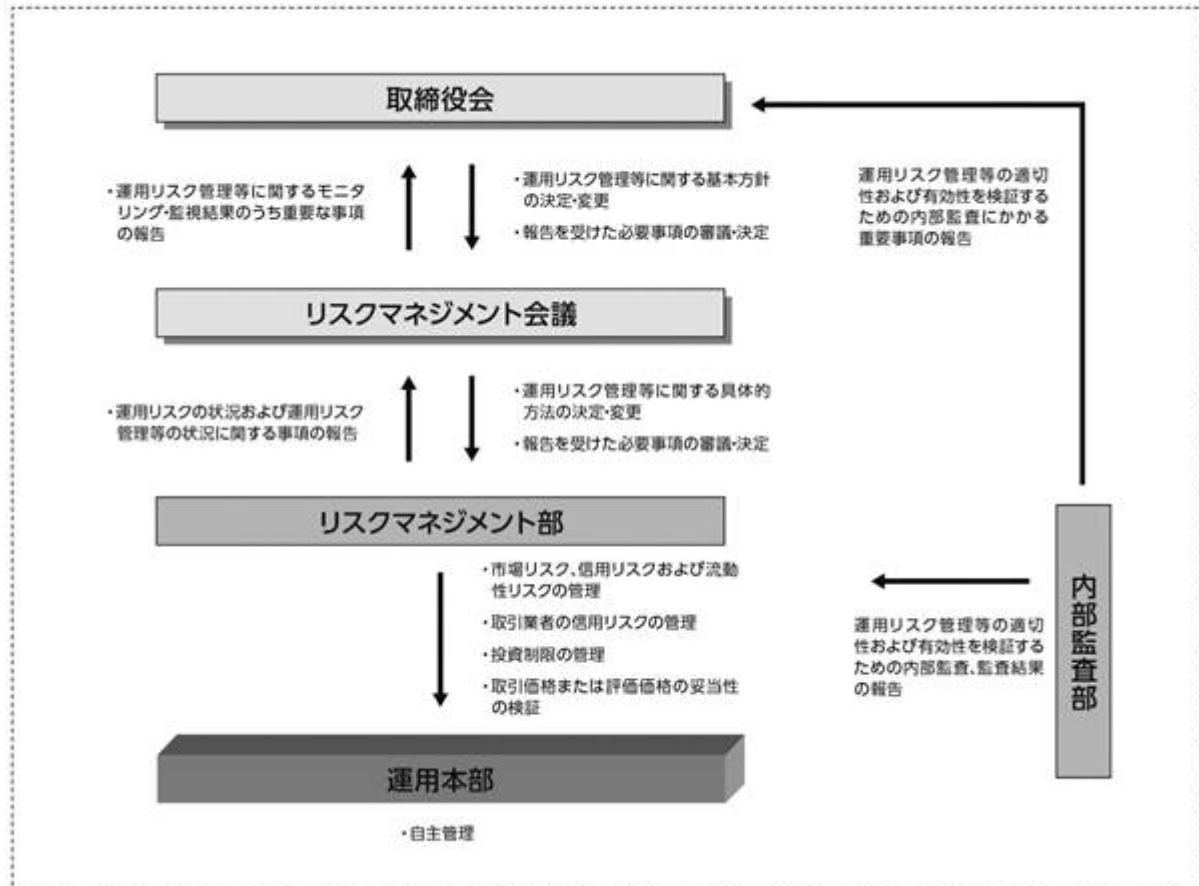 取締役会
・運用リスク管理等に関するモニタ
リング・監視結果のうち重要な事項
の報告
・運用リスク管理等に関する基本方針
の決定・変更
・報告を受けた必要事項の審議・決定
運用リスク管理等の適切
性および有効性を検証する
ための内部監査にかかる
重要事項の報告
リスクマネジメント会議
・運用リスクの状況および運用リスク
管理等の状況に関する事項の報告
・運用リスク管理等に関する具体的
方法の決定・変更
・報告を受けた必要事項の審議・決定
リスクマネジメント部
・市場リスク、信用リスクおよび流動
性リスクの管理
・取引業者の信用リスクの管理
・投資制限の管理
・取引価格または評価価格の妥当性
の検証
運用リスク管理等の適切
性および有効性を検証する
ための内部監査、監査結果
の報告
内部監査部
運用本部
・自主管理